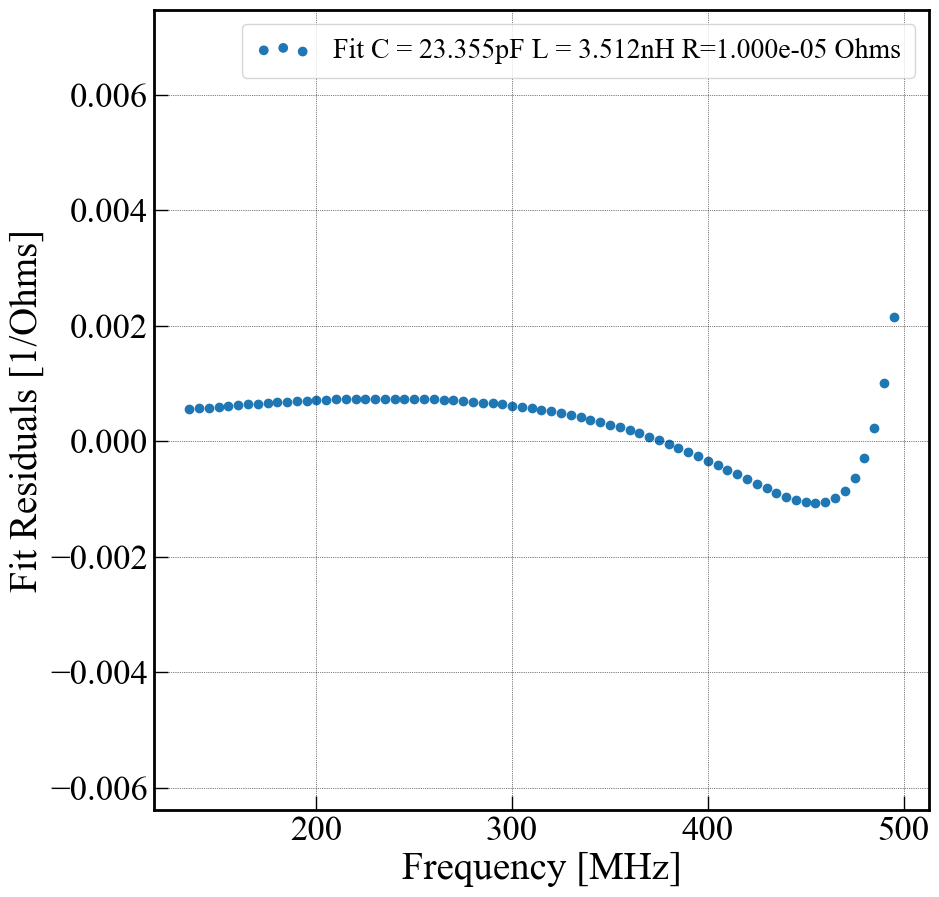 Fit C = 23.355pF L = 3.512nH R=1.000e-05 Ohms
Fit Residuals [1/Ohms]
0.006
0.004
0.002
0.000
−0.002
−0.004
−0.006
200 300 400 500
Frequency [MHz]